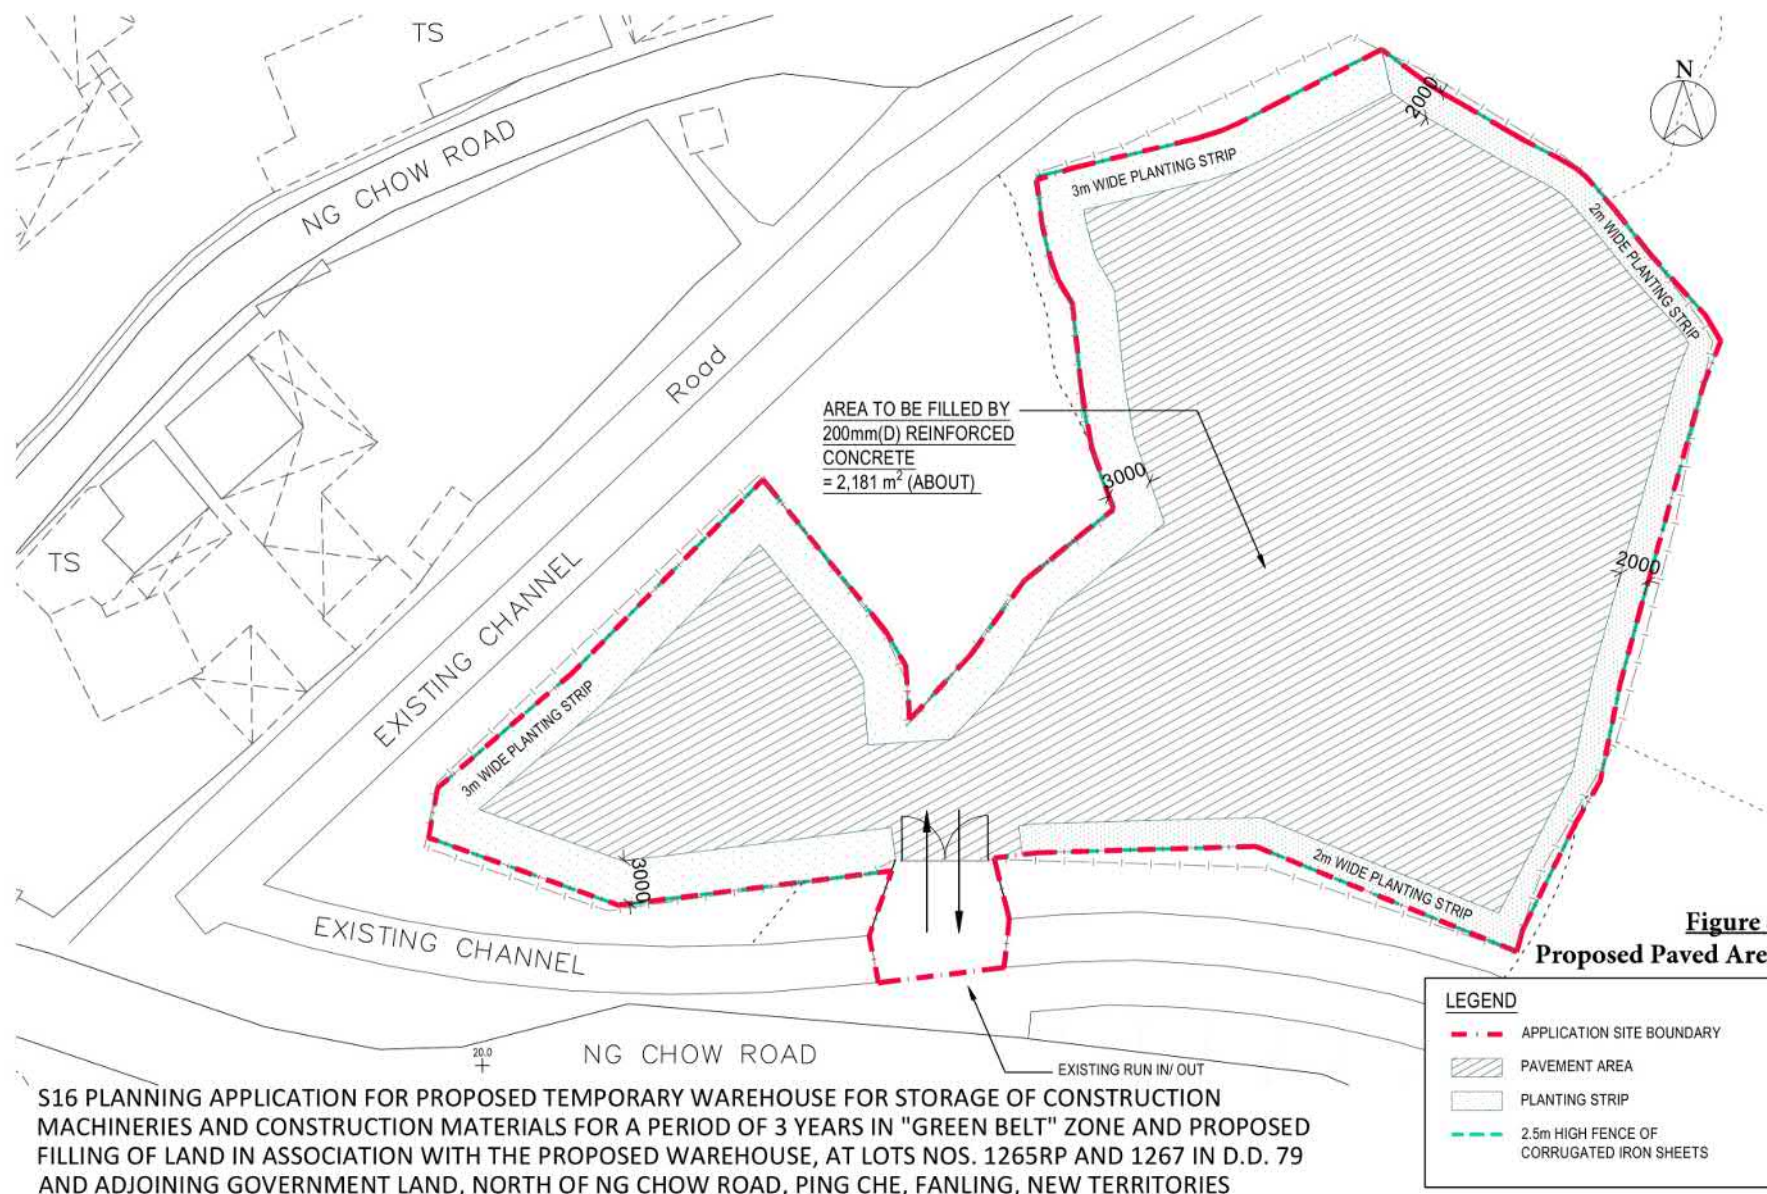 TS
NG CHOW ROAD
N
2000
3m WIDE PLANTING STRIP
2m WIDE PLANTING STRIP
Road
AREA TO BE FILLED BY
200mm(D) REINFORCED
CONCRETE
= 2,181 m² (ABOUT)
3000
TS
2000
EXISTING CHANNEL
3m WIDE PLANTING STRIP
3000
2m WIDE PLANTING STRIP
EXISTING CHANNEL
Figure
Proposed Paved Are
LEGEND
APPLICATION SITE BOUNDARY
PAVEMENT AREA
PLANTING STRIP
2.5m HIGH FENCE OF
CORRUGATED IRON SHEETS
20.0
NG CHOW ROAD
EXISTING RUN IN/ OUT
S16 PLANNING APPLICATION FOR PROPOSED TEMPORARY WAREHOUSE FOR STORAGE OF CONSTRUCTION
MACHINERIES AND CONSTRUCTION MATERIALS FOR A PERIOD OF 3 YEARS IN "GREEN BELT" ZONE AND PROPOSED
FILLING OF LAND IN ASSOCIATION WITH THE PROPOSED WAREHOUSE, AT LOTS NOS. 1265RP AND 1267 IN D.D. 79
AND ADJOINING GOVERNMENT LAND, NORTH OF NG CHOW ROAD, PING CHE, FANLING, NEW TERRITORIES